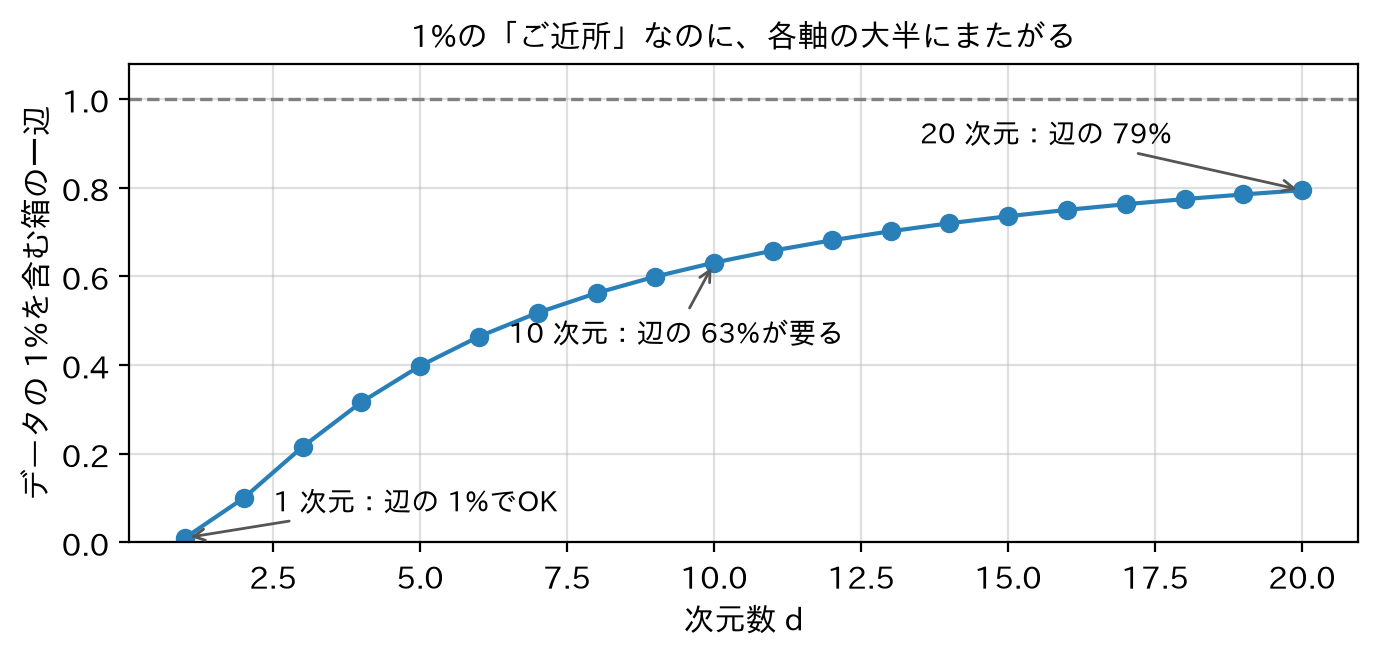 1%の「ご近所」なのに、各軸の大半にまたがる
データの1%を含む箱の一辺
1.0
0.8
0.6
0.4
0.2
0.0
20 次元：辺の 79%
10 次元：辺の 63%が要る
1 次元：辺の 1%でOK
2.5
5.0
7.5
10.0
12.5
15.0
17.5
20.0
次元数 d